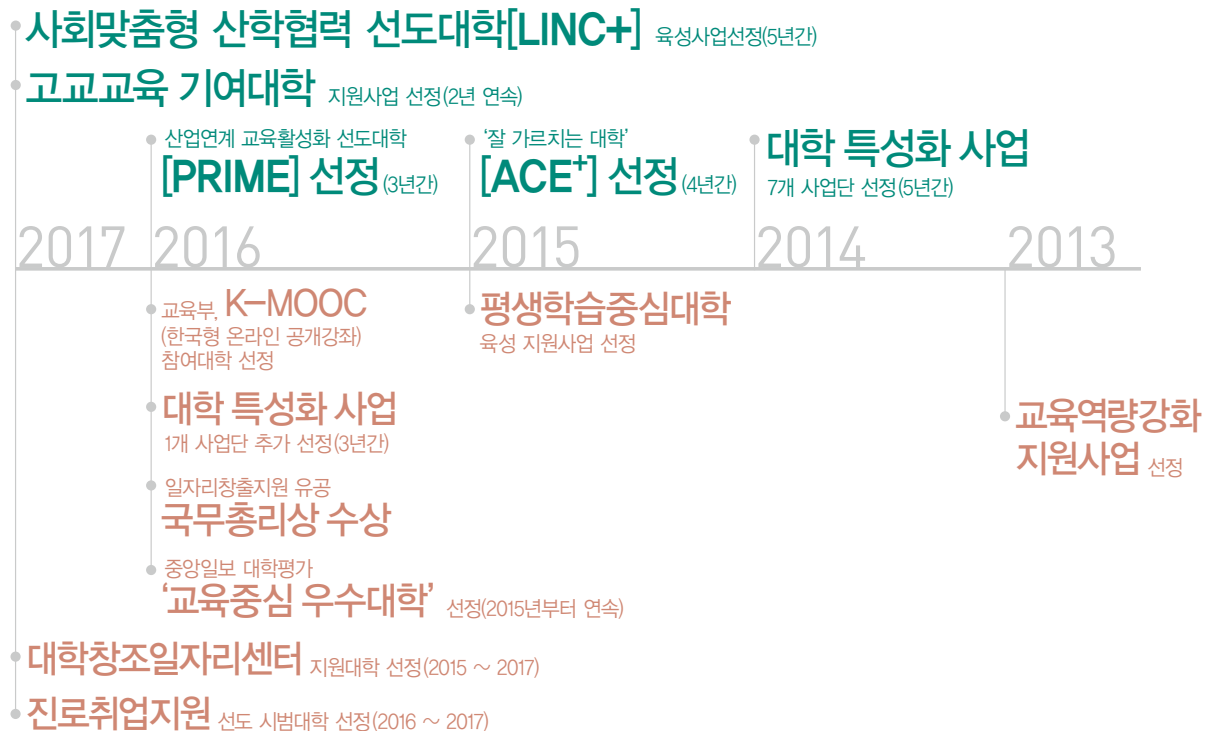 사회맞춤형 산학협력 선도대학[LINC+] 육성사업선정(5년간)
고교교육 기여대학 지원사업 선정(2년 연속)
산업연계 교육활성화 선도대학
[PRIME] 선정(3년간)
‘잘 가르치는 대학’
[ACE+] 선정(4년간)
대학 특성화 사업
7개 사업단 선정(5년간)
2017 2016 2015 2014 2013
교육부, K-MOOC
(한국형 온라인 공개강좌)
참여대학 선정
대학 특성화 사업
1개 사업단 추가 선정(3년간)
일자리창출지원 유공
국무총리상 수상
중앙일보 대학평가
‘교육중심 우수대학’ 선정(2015년부터 연속)
평생학습중심대학
육성 지원사업 선정
교육역량강화
지원사업 선정
대학창조일자리센터 지원대학 선정(2015 ~ 2017)
진로취업지원 선도 시범대학 선정(2016 ~ 2017)